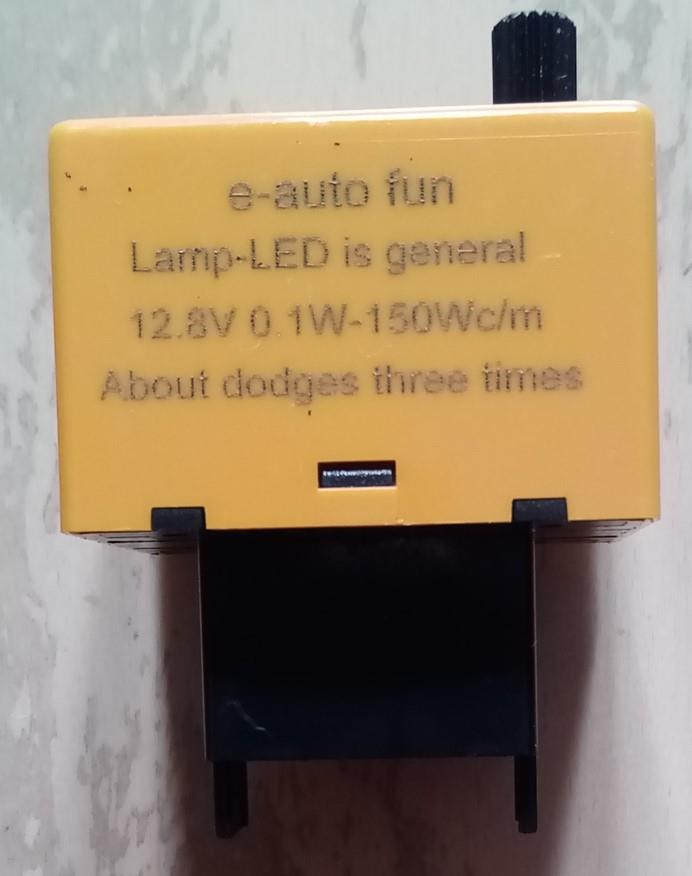 e-auto fun
Lamp-LED is general
12.8V 0.1W-150Wc/m
About dodges three times